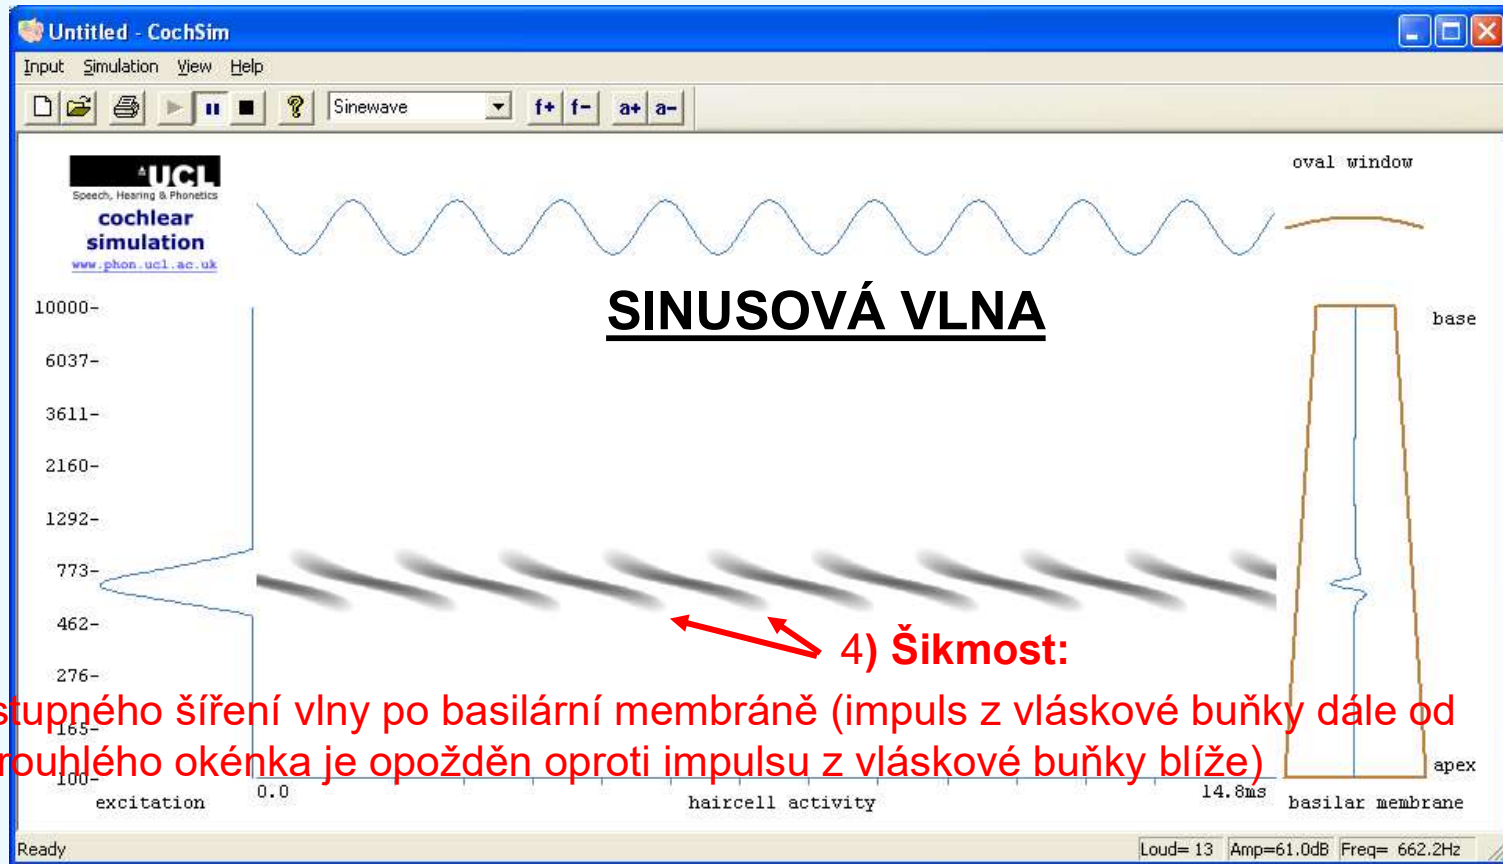 Untitled - CochSim
Input Simulation View Help
Sinewave f+ f- a+ a-
UCL
Speech, Hearing & Phonetics
cochlear
simulation
www.phon.ucl.ac.uk
oval window
SINUSOVÁ VLNA
10000-
6037-
3611-
2160-
1292-
773-
462-
276-
165-
100-
base
4) Šikmost:
stupného šíření vlny po basilární membráně (impuls z vláskové buňky dále od
rouhlého okénka je opožděn oproti impulsu z vláskové buňky blíže)
apex
excitation
0.0
haircell activity
14.8ms
basilar membrane
Ready
Loud= 13 Amp=61.0dB Freq= 662.2Hz